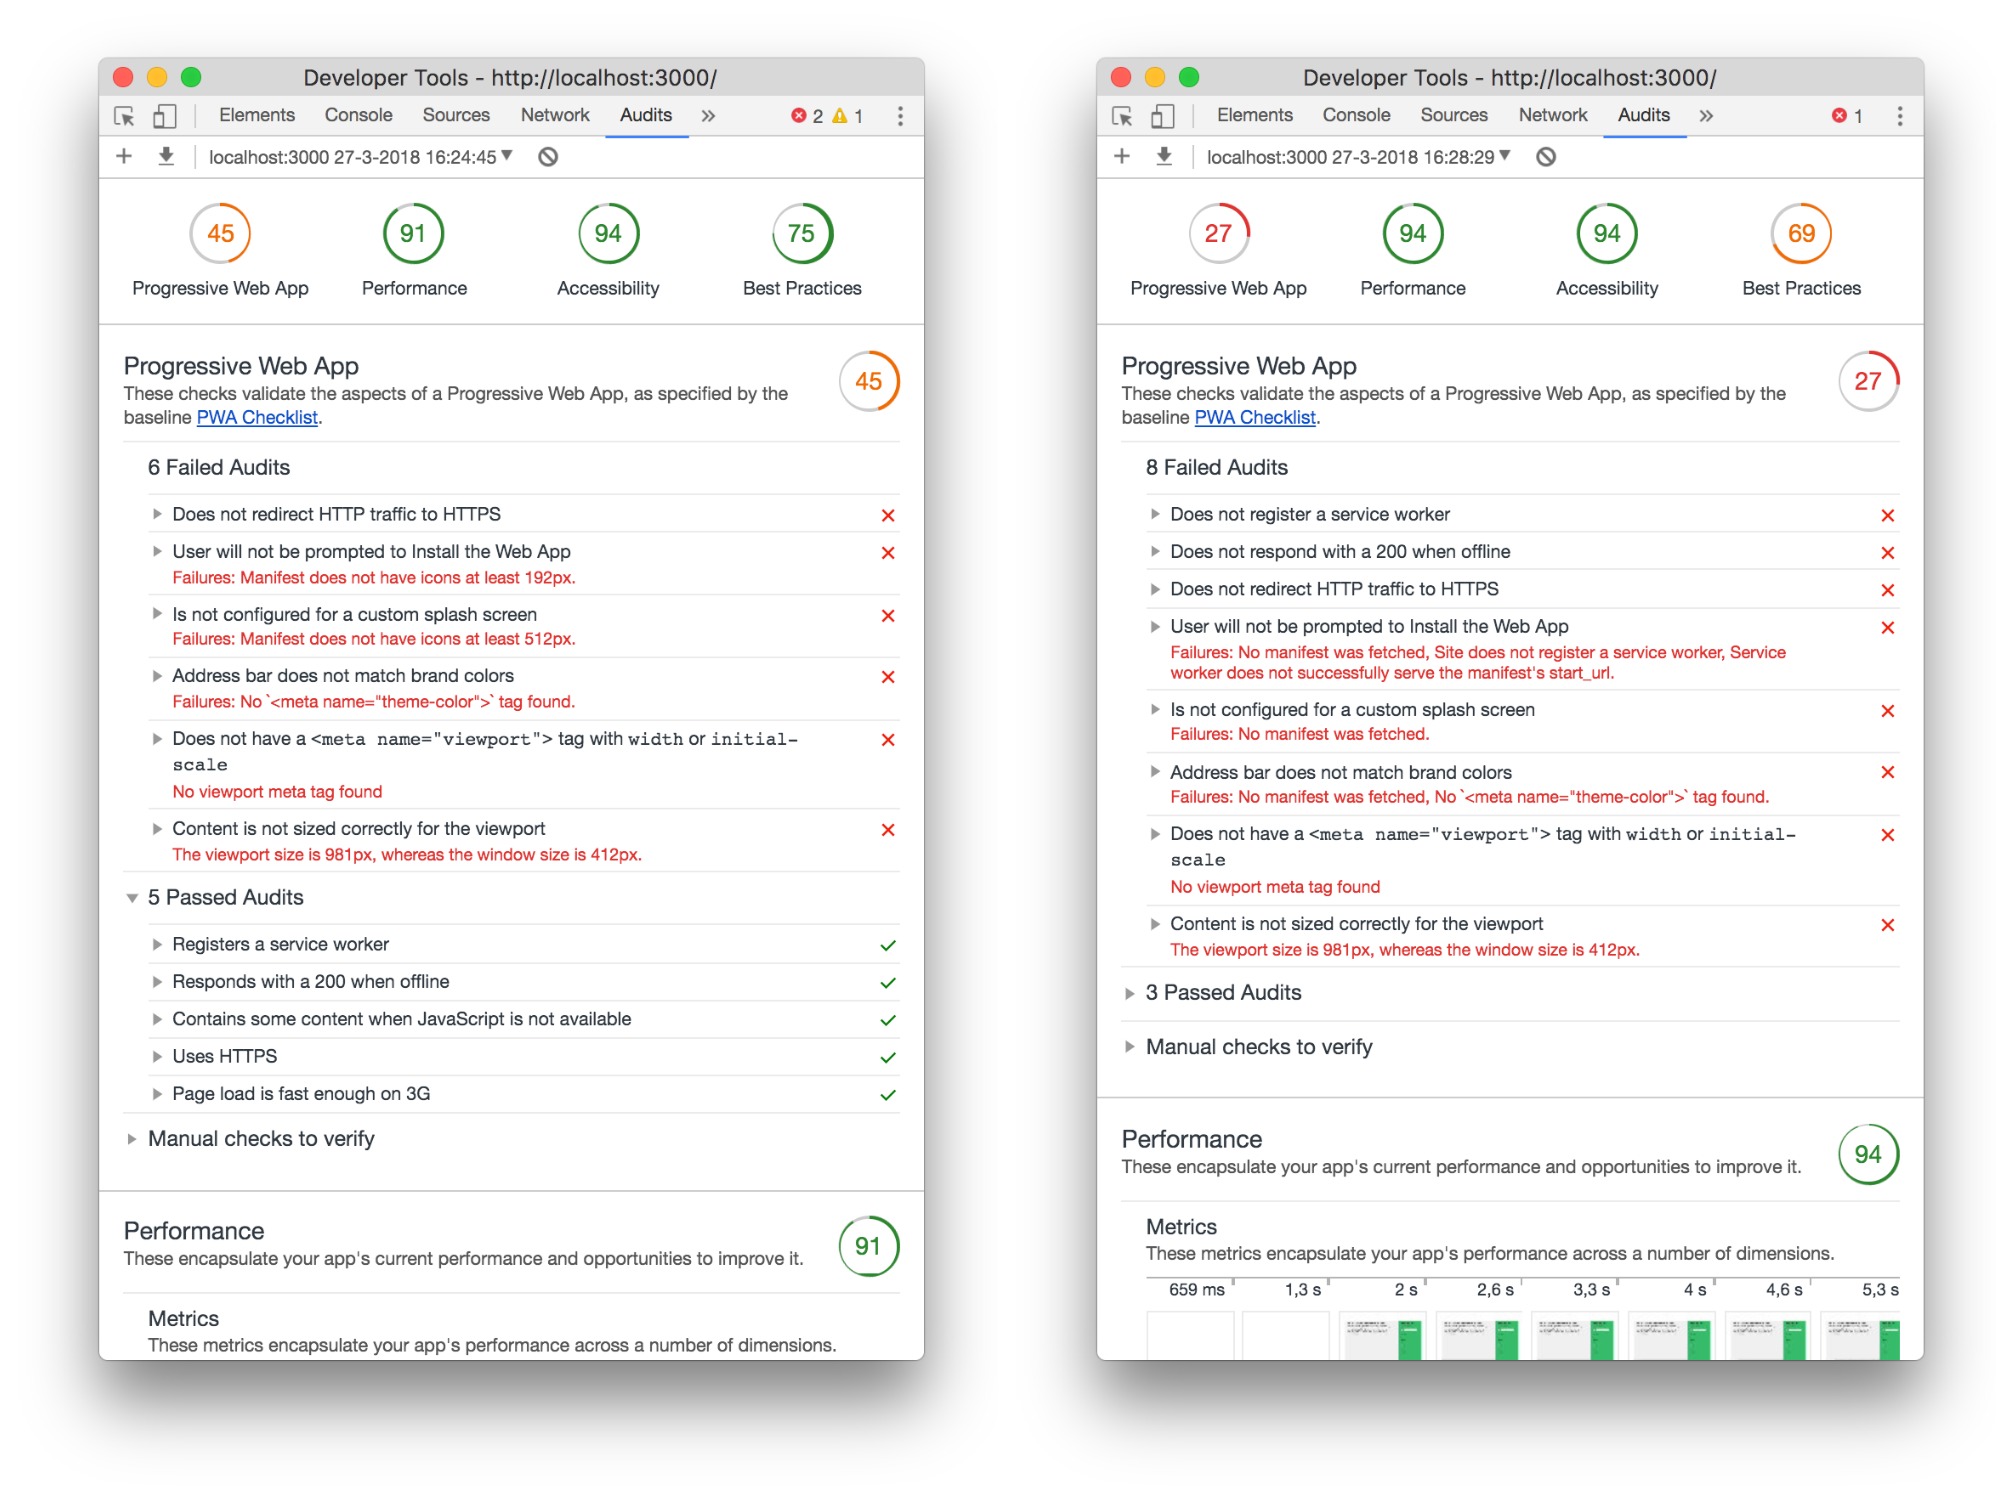 Developer Tools - http://localhost:3000/
Elements Console Sources Network Audits » 2 1
localhost:3000 27-3-2018 16:24:45
45 91 94 75
Progressive Web App Performance Accessibility Best Practices
Progressive Web App
These checks validate the aspects of a Progressive Web App, as specified by the
baseline PWA Checklist.
45
6 Failed Audits
Does not redirect HTTP traffic to HTTPS
User will not be prompted to Install the Web App
Failures: Manifest does not have icons at least 192px.
Is not configured for a custom splash screen
Failures: Manifest does not have icons at least 512px.
Address bar does not match brand colors
Failures: No `<meta name="theme-color">` tag found.
Does not have a <meta name="viewport"> tag with width or initial-
scale
No viewport meta tag found
Content is not sized correctly for the viewport
The viewport size is 981px, whereas the window size is 412px.
5 Passed Audits
Registers a service worker
Responds with a 200 when offline
Contains some content when JavaScript is not available
Uses HTTPS
Page load is fast enough on 3G
Manual checks to verify
Performance
These encapsulate your app's current performance and opportunities to improve it.
91
Metrics
These metrics encapsulate your app's performance across a number of dimensions.
Developer Tools - http://localhost:3000/
Elements Console Sources Network Audits » 1
localhost:3000 27-3-2018 16:28:29
27 94 94 69
Progressive Web App Performance Accessibility Best Practices
Progressive Web App
These checks validate the aspects of a Progressive Web App, as specified by the
baseline PWA Checklist.
27
8 Failed Audits
Does not register a service worker
Does not respond with a 200 when offline
Does not redirect HTTP traffic to HTTPS
User will not be prompted to Install the Web App
Failures: No manifest was fetched, Site does not register a service worker, Service
worker does not successfully serve the manifest's start_url.
Is not configured for a custom splash screen
Failures: No manifest was fetched.
Address bar does not match brand colors
Failures: No manifest was fetched, No `<meta name="theme-color">` tag found.
Does not have a <meta name="viewport"> tag with width or initial-
scale
No viewport meta tag found
Content is not sized correctly for the viewport
The viewport size is 981px, whereas the window size is 412px.
3 Passed Audits
Manual checks to verify
Performance
These encapsulate your app's current performance and opportunities to improve it.
94
Metrics
These metrics encapsulate your app's performance across a number of dimensions.
659 ms 1,3 s 2 s 2,6 s 3,3 s 4 s 4,6 s 5,3 s